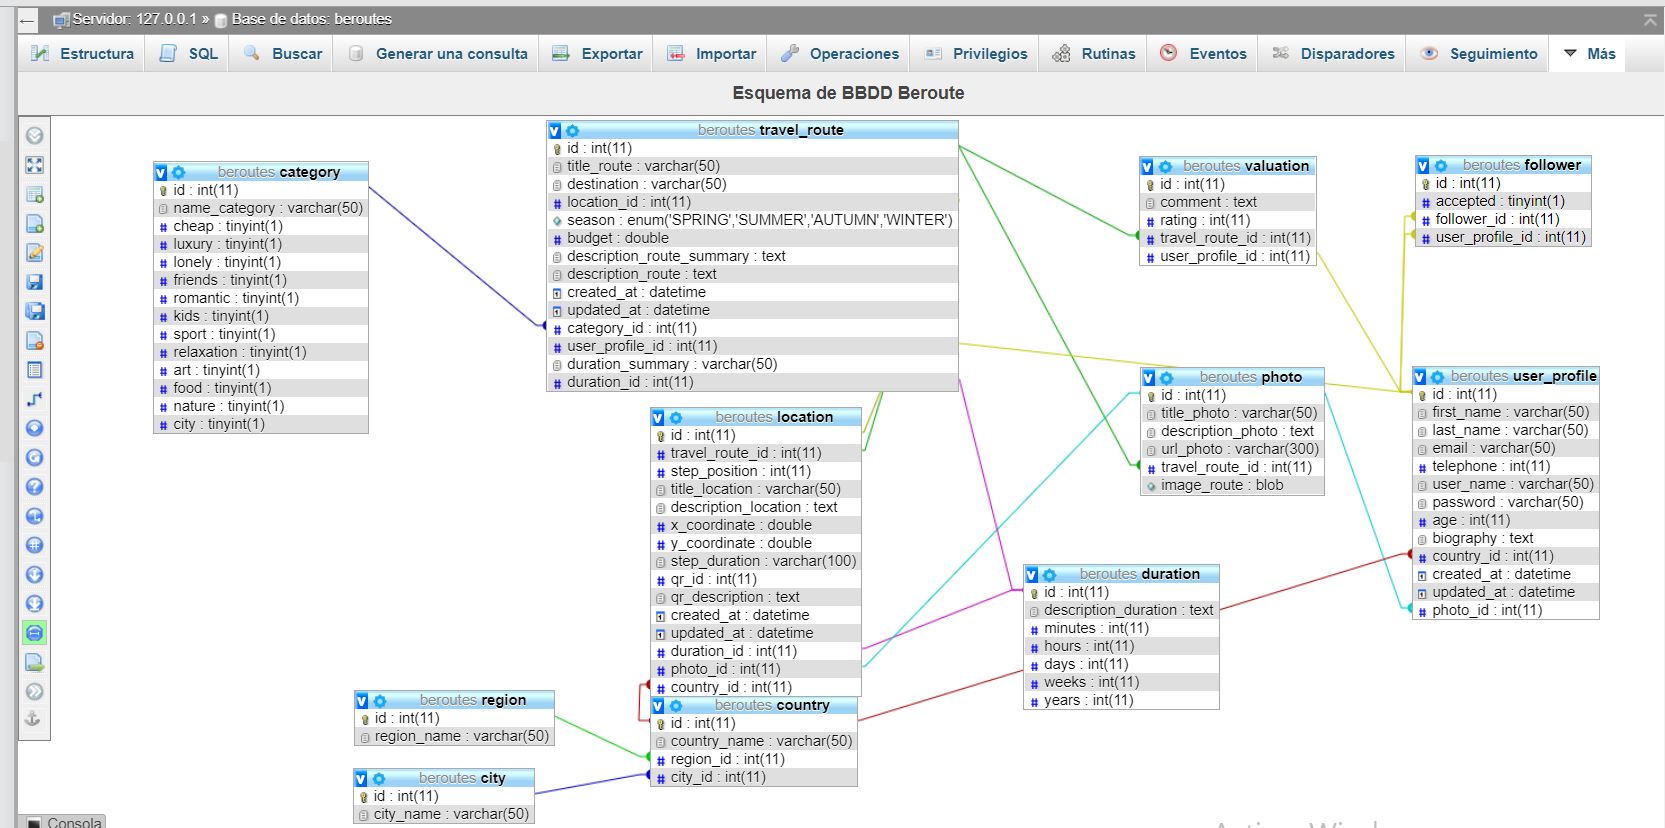 Servidor: 127.0.0.1 » Base de datos: beroutes
Estructura SQL Buscar Generar una consulta Exportar Importar Operaciones Privilegios Rutinas Eventos Disparadores Seguimiento Más
Esquema de BBDD Beroute
beroutes category
id : int(11)
name_category : varchar(50)
cheap : tinyint(1)
luxury : tinyint(1)
lonely : tinyint(1)
friends : tinyint(1)
romantic : tinyint(1)
kids : tinyint(1)
sport : tinyint(1)
relaxation : tinyint(1)
art : tinyint(1)
food : tinyint(1)
nature : tinyint(1)
city : tinyint(1)
beroutes travel_route
id : int(11)
title_route : varchar(50)
destination : varchar(50)
location_id : int(11)
season : enum('SPRING','SUMMER','AUTUMN','WINTER')
budget : double
description_route_summary : text
description_route : text
created_at : datetime
updated_at : datetime
category_id : int(11)
user_profile_id : int(11)
duration_summary : varchar(50)
duration_id : int(11)
beroutes valuation
id : int(11)
comment : text
rating : int(11)
travel_route_id : int(11)
user_profile_id : int(11)
beroutes follower
id : int(11)
accepted : tinyint(1)
follower_id : int(11)
user_profile_id : int(11)
beroutes location
id : int(11)
travel_route_id : int(11)
step_position : int(11)
title_location : varchar(50)
description_location : text
x_coordinate : double
y_coordinate : double
step_duration : varchar(100)
qr_id : int(11)
qr_description : text
created_at : datetime
updated_at : datetime
duration_id : int(11)
photo_id : int(11)
country_id : int(11)
beroutes photo
id : int(11)
title_photo : varchar(50)
description_photo : text
url_photo : varchar(300)
travel_route_id : int(11)
image_route : blob
beroutes user_profile
id : int(11)
first_name : varchar(50)
last_name : varchar(50)
email : varchar(50)
telephone : int(11)
user_name : varchar(50)
password : varchar(50)
age : int(11)
biography : text
country_id : int(11)
created_at : datetime
updated_at : datetime
photo_id : int(11)
beroutes duration
id : int(11)
description_duration : text
minutes : int(11)
hours : int(11)
days : int(11)
weeks : int(11)
years : int(11)
beroutes region
id : int(11)
region_name : varchar(50)
beroutes country
id : int(11)
country_name : varchar(50)
region_id : int(11)
city_id : int(11)
beroutes city
id : int(11)
city_name : varchar(50)
Consola